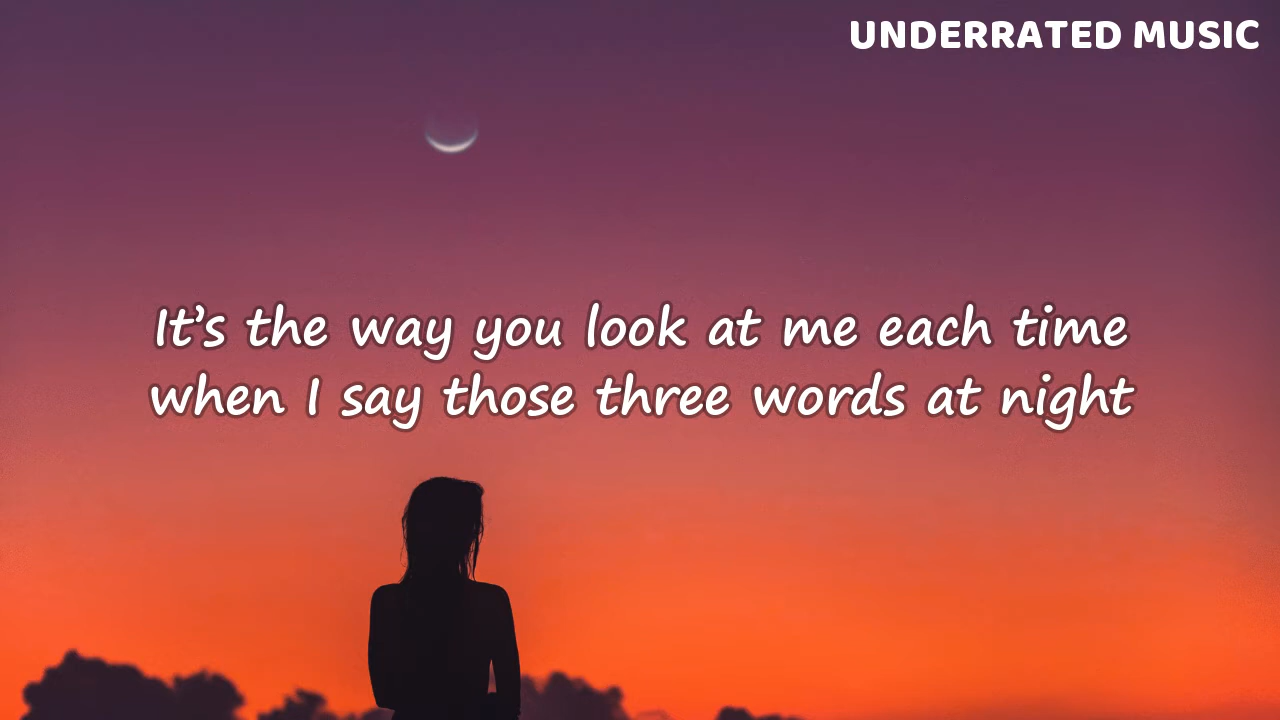 UNDERRATED MUSIC
It’s the way you look at me each time
when I say those three words at night